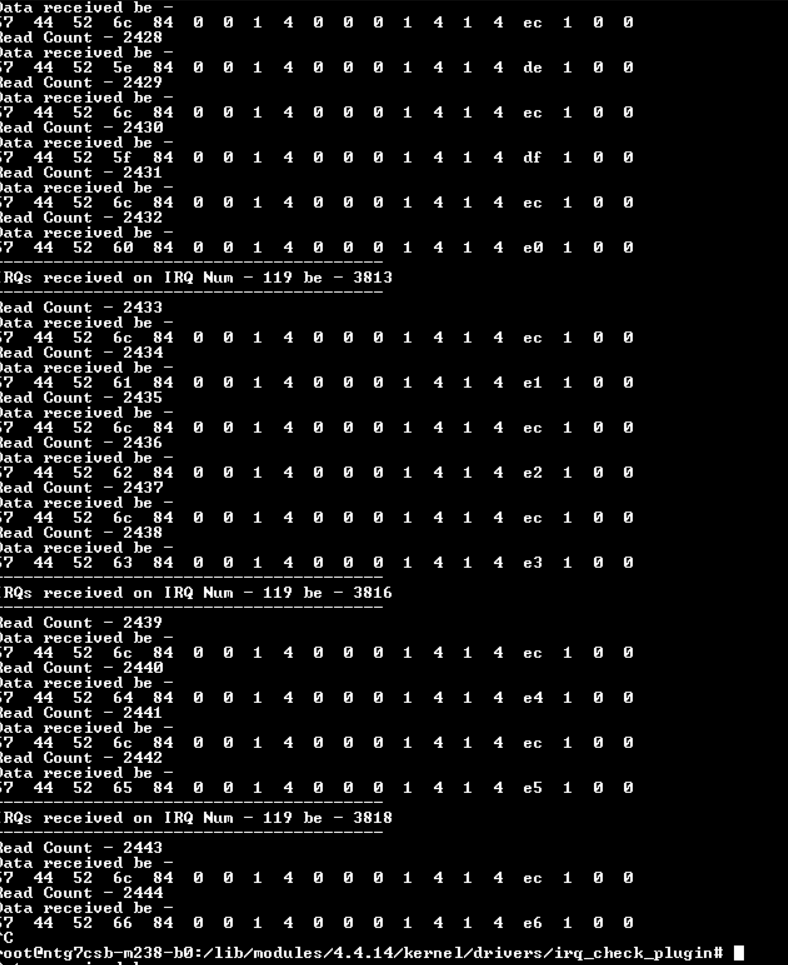 Data received be -
57 44 52 6c 84 0 0 1 4 0 0 0 1 4 1 4 ec 1 0 0
Read Count - 2428
Data received be -
57 44 52 5e 84 0 0 1 4 0 0 0 1 4 1 4 de 1 0 0
Read Count - 2429
Data received be -
57 44 52 6c 84 0 0 1 4 0 0 0 1 4 1 4 ec 1 0 0
Read Count - 2430
Data received be -
57 44 52 5f 84 0 0 1 4 0 0 0 1 4 1 4 df 1 0 0
Read Count - 2431
Data received be -
57 44 52 6c 84 0 0 1 4 0 0 0 1 4 1 4 ec 1 0 0
Read Count - 2432
Data received be -
57 44 52 60 84 0 0 1 4 0 0 0 1 4 1 4 e0 1 0 0
-------------------------------------------
IRQs received on IRQ Num - 119 be - 3813
-------------------------------------------
Read Count - 2433
Data received be -
57 44 52 6c 84 0 0 1 4 0 0 0 1 4 1 4 ec 1 0 0
Read Count - 2434
Data received be -
57 44 52 61 84 0 0 1 4 0 0 0 1 4 1 4 e1 1 0 0
Read Count - 2435
Data received be -
57 44 52 6c 84 0 0 1 4 0 0 0 1 4 1 4 ec 1 0 0
Read Count - 2436
Data received be -
57 44 52 62 84 0 0 1 4 0 0 0 1 4 1 4 e2 1 0 0
Read Count - 2437
Data received be -
57 44 52 6c 84 0 0 1 4 0 0 0 1 4 1 4 ec 1 0 0
Read Count - 2438
Data received be -
57 44 52 63 84 0 0 1 4 0 0 0 1 4 1 4 e3 1 0 0
-------------------------------------------
IRQs received on IRQ Num - 119 be - 3816
-------------------------------------------
Read Count - 2439
Data received be -
57 44 52 6c 84 0 0 1 4 0 0 0 1 4 1 4 ec 1 0 0
Read Count - 2440
Data received be -
57 44 52 64 84 0 0 1 4 0 0 0 1 4 1 4 e4 1 0 0
Read Count - 2441
Data received be -
57 44 52 6c 84 0 0 1 4 0 0 0 1 4 1 4 ec 1 0 0
Read Count - 2442
Data received be -
57 44 52 65 84 0 0 1 4 0 0 0 1 4 1 4 e5 1 0 0
-------------------------------------------
IRQs received on IRQ Num - 119 be - 3818
-------------------------------------------
Read Count - 2443
Data received be -
57 44 52 6c 84 0 0 1 4 0 0 0 1 4 1 4 ec 1 0 0
Read Count - 2444
Data received be -
57 44 52 66 84 0 0 1 4 0 0 0 1 4 1 4 e6 1 0 0
^C
root@ntg7csb-m238-b0:/lib/modules/4.4.14/kernel/drivers/irq_check_plugin#
Data received be -